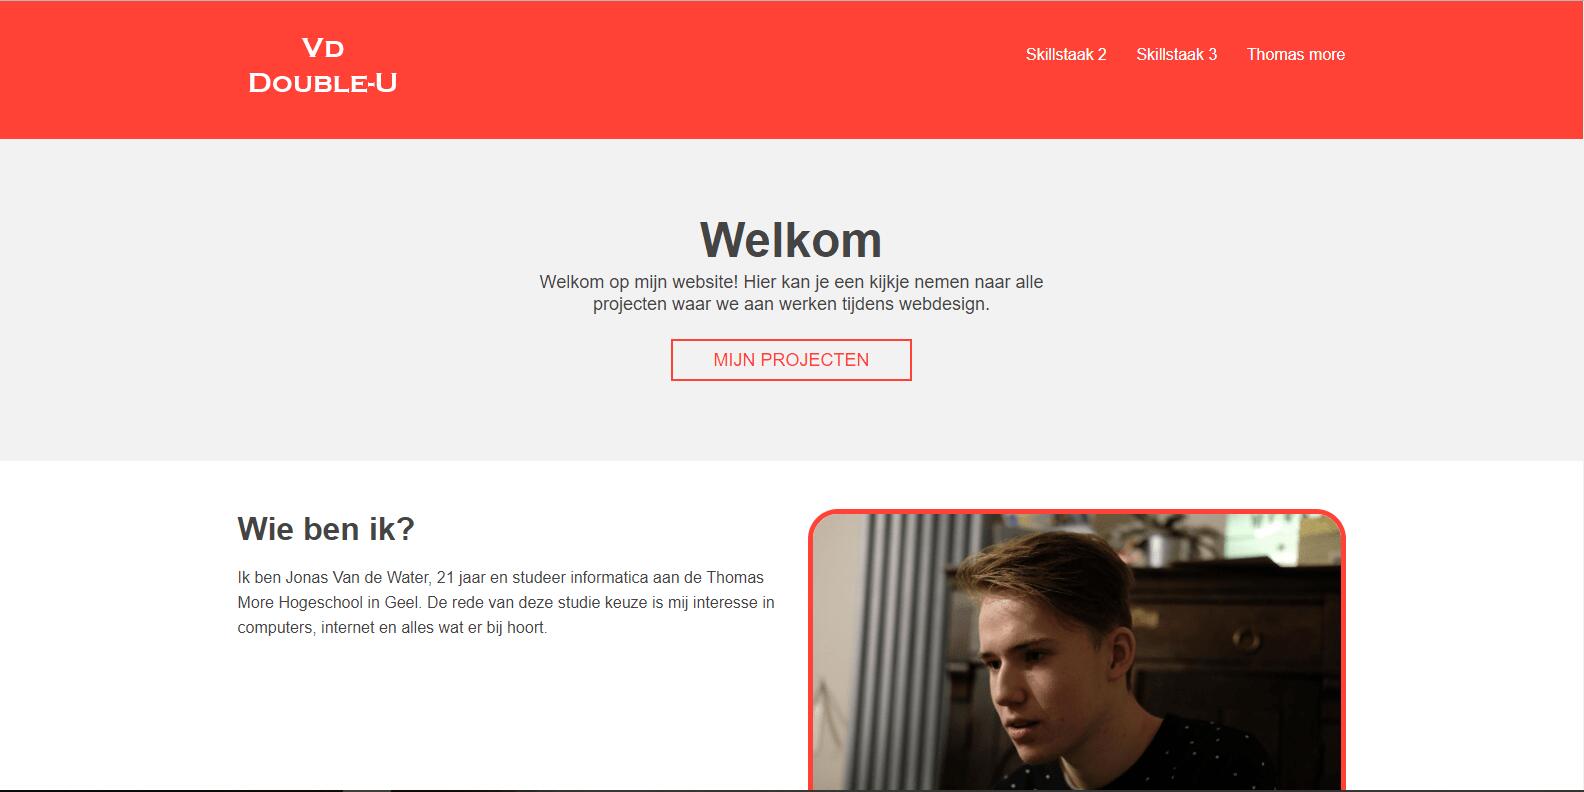 Vd
Double-U
Skillstaak 2 Skillstaak 3 Thomas more
Welkom
Welkom op mijn website! Hier kan je een kijkje nemen naar alle
projecten waar we aan werken tijdens webdesign.
MIJN PROJECTEN
Wie ben ik?
Ik ben Jonas Van de Water, 21 jaar en studeer informatica aan de Thomas
More Hogeschool in Geel. De rede van deze studie keuze is mij interesse in
computers, internet en alles wat er bij hoort.